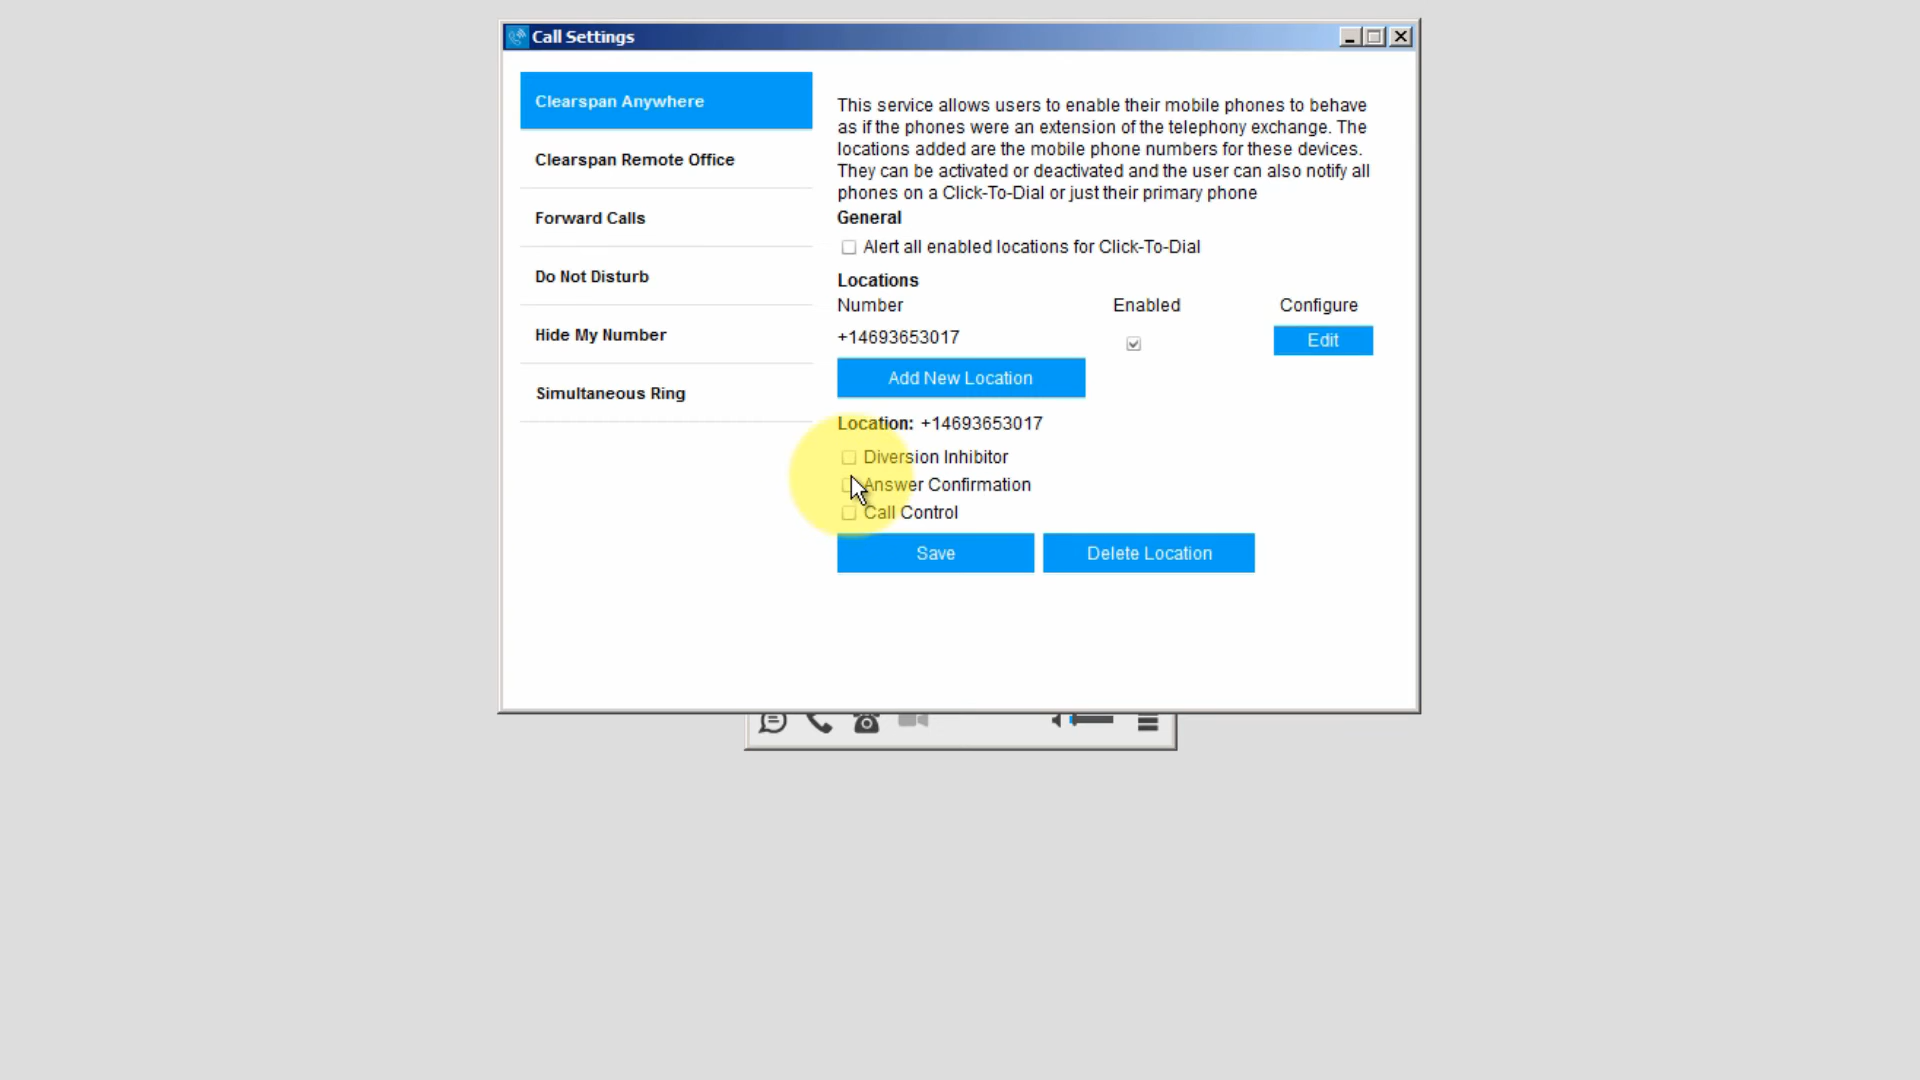 Call Settings
Clearspan Anywhere
Clearspan Remote Office
Forward Calls
Do Not Disturb
Hide My Number
Simultaneous Ring
This service allows users to enable their mobile phones to behave
as if the phones were an extension of the telephony exchange. The
locations added are the mobile phone numbers for these devices.
They can be activated or deactivated and the user can also notify all
phones on a Click-To-Dial or just their primary phone
General
Alert all enabled locations for Click-To-Dial
Locations
Number Enabled Configure
+14693653017 Edit
Add New Location
Location: +14693653017
Diversion Inhibitor
Answer Confirmation
Call Control
Save Delete Location